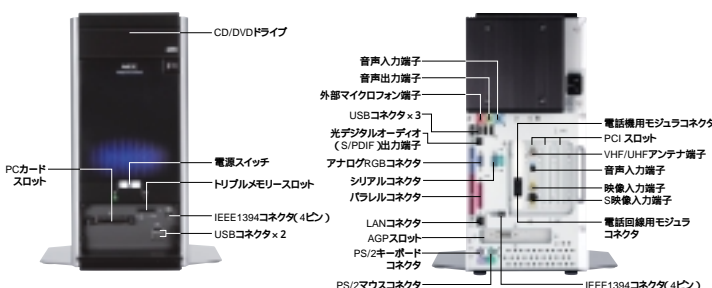 CD/DVDドライブ
PCカード
スロット
電源スイッチ
トリプルメモリースロット
IEEE1394コネクタ(4ピン)
USBコネクタ×2
音声入力端子
音声出力端子
外部マイクロフォン端子
USBコネクタ×3
光デジタルオーディオ
(S/PDIF)出力端子
アナログRGBコネクタ
シリアルコネクタ
パラレルコネクタ
LANコネクタ
AGPスロット
PS/2キーボード
コネクタ
PS/2マウスコネクタ
電話機用モジュラコネクタ
PCI スロット
VHF/UHFアンテナ端子
音声入力端子
映像入力端子
S映像入力端子
電話回線用モジュラ
コネクタ
IEEE1394コネクタ(4ピン)